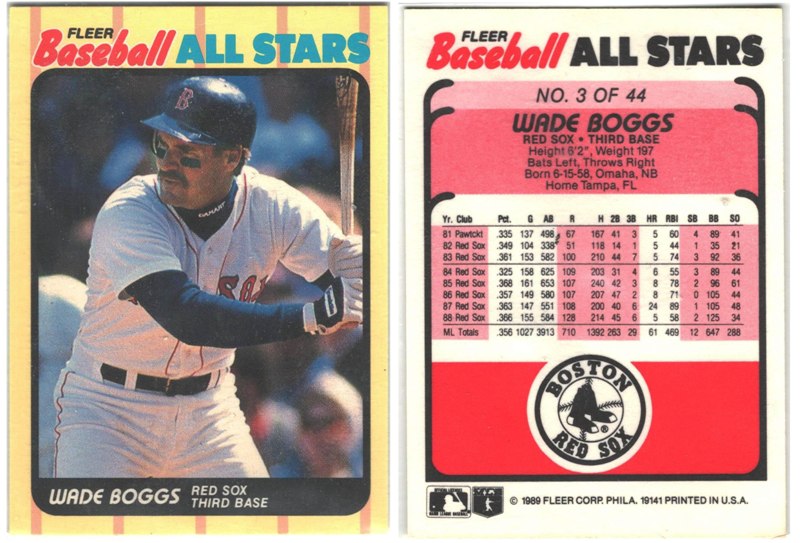 FLEER
Baseball ALL STARS
B
GAMART
SOX
WADE BOGGS RED SOX
THIRD BASE
FLEER
Baseball ALL STARS
NO. 3 OF 44
WADE BOGGS
RED SOX • THIRD BASE
Height 6'2", Weight 197
Bats Left, Throws Right
Born 6-15-58, Omaha, NB
Home Tampa, FL
Yr. Club Pct. G AB R H 2B 3B HR RBI SB BB SO
81 Pawtckt .335 137 498 67 167 41 3 5 60 4 89 41
82 Red Sox .349 104 338 51 118 14 1 5 44 1 35 21
83 Red Sox .361 153 582 100 210 44 7 5 74 3 92 36
84 Red Sox .325 158 625 109 203 31 4 6 55 3 89 44
85 Red Sox .368 161 653 107 240 42 3 8 78 2 96 61
86 Red Sox .357 149 580 107 207 47 2 8 71 0 105 44
87 Red Sox .363 147 551 108 200 40 6 24 89 1 105 48
88 Red Sox .366 155 584 128 214 45 6 5 58 2 125 34
ML Totals .356 1027 3913 710 1392 263 29 61 469 12 647 288
BOSTON
RED SOX
®
© 1989 FLEER CORP. PHILA. 19141 PRINTED IN U.S.A.